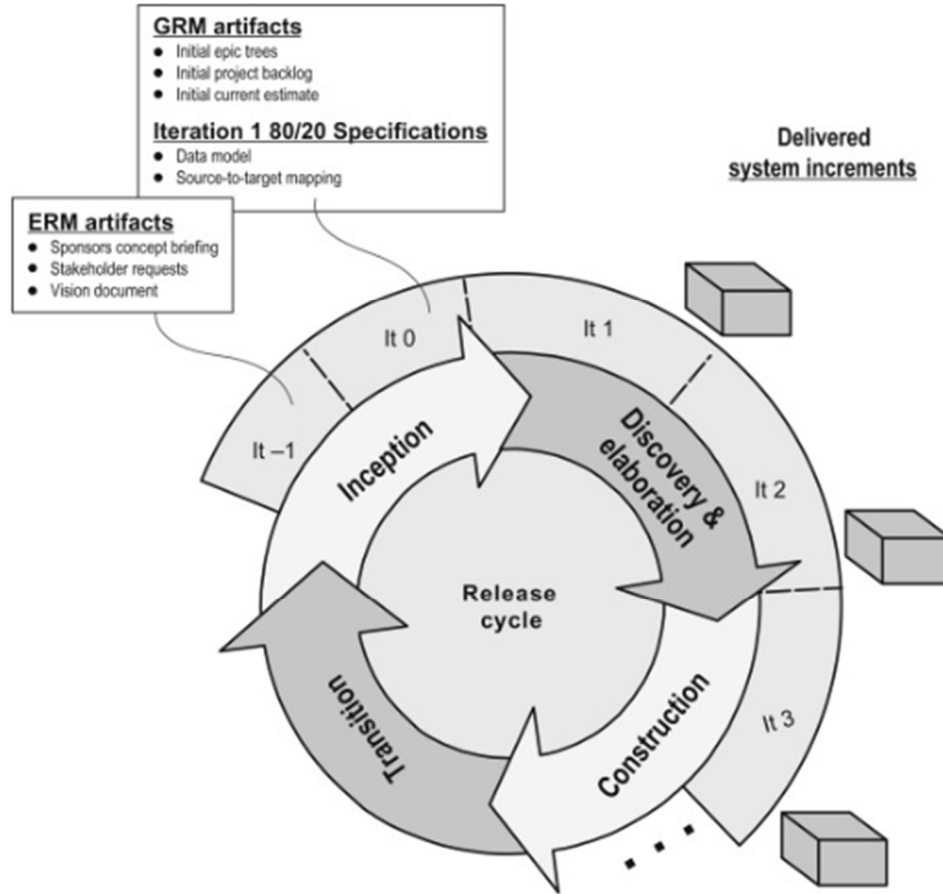 GRM artifacts
● Initial epic trees
● Initial project backlog
● Initial current estimate
Iteration 1 80/20 Specifications
● Data model
● Source-to-target mapping
ERM artifacts
● Sponsors concept briefing
● Stakeholder requests
● Vision document
Delivered
system increments
It –1
It 0
It 1
It 2
It 3
Inception
Discovery &
elaboration
Construction
Transition
Release
cycle